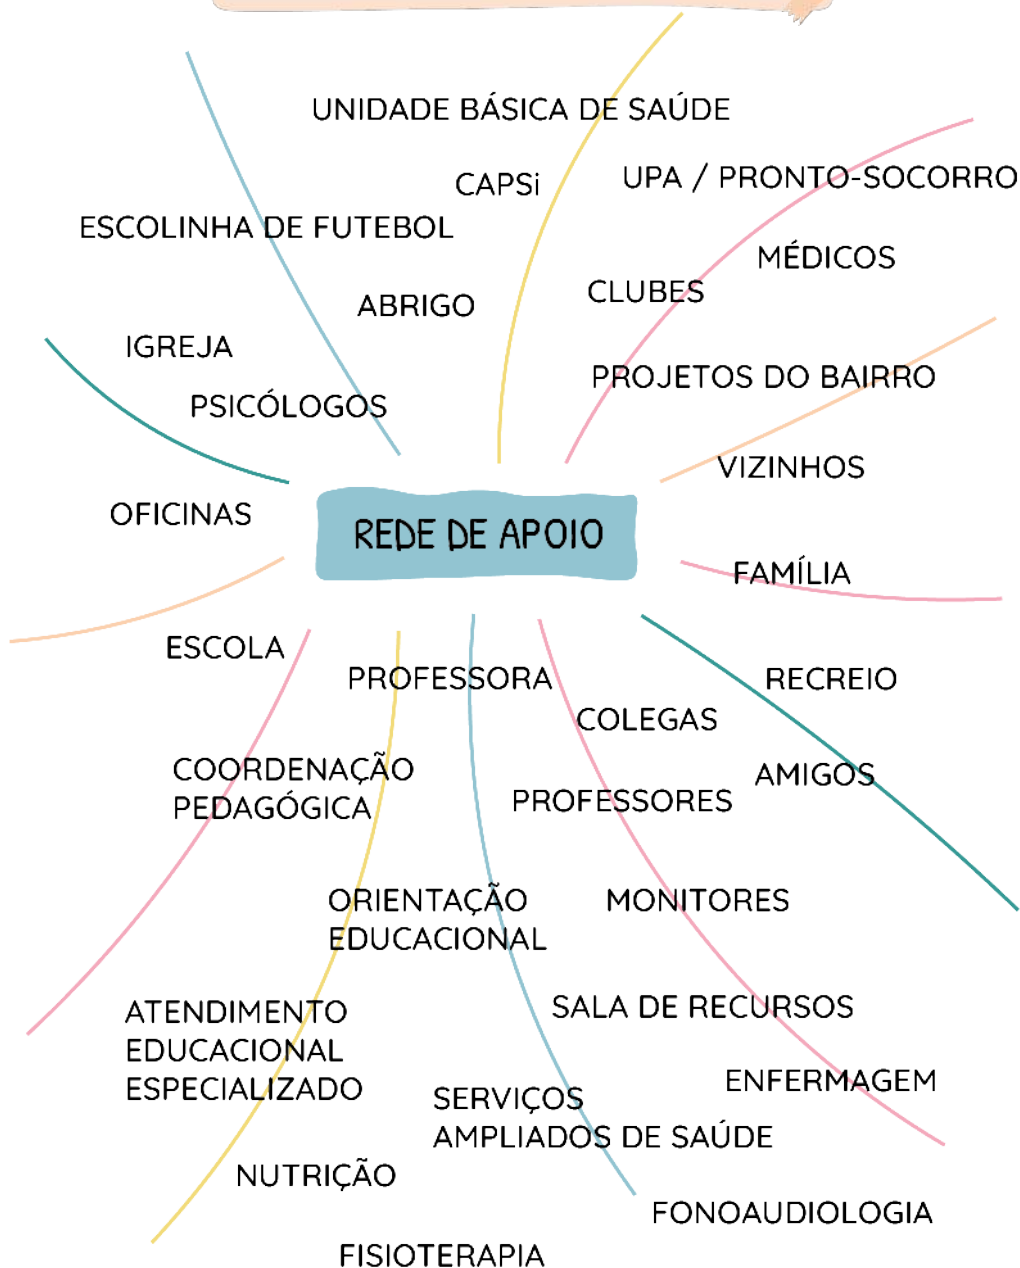 UNIDADE BÁSICA DE SAÚDE
CAPSi
UPA / PRONTO-SOCORRO
ESCOLINHA DE FUTEBOL
MÉDICOS
CLUBES
ABRIGO
IGREJA
PROJETOS DO BAIRRO
PSICÓLOGOS
VIZINHOS
OFICINAS
REDE DE APOIO
FAMÍLIA
ESCOLA
PROFESSORA
RECREIO
COLEGAS
COORDENAÇÃO
PEDAGÓGICA
AMIGOS
PROFESSORES
ORIENTAÇÃO
EDUCACIONAL
MONITORES
ATENDIMENTO
EDUCACIONAL
ESPECIALIZADO
SALA DE RECURSOS
ENFERMAGEM
SERVIÇOS
AMPLIADOS DE SAÚDE
NUTRIÇÃO
FONOAUDIOLOGIA
FISIOTERAPIA